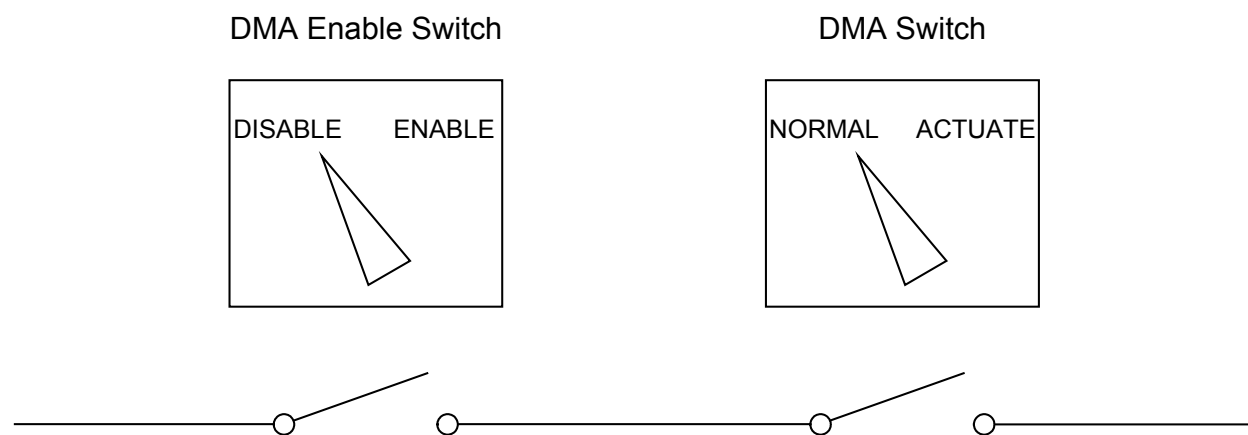 DMA Enable Switch
DMA Switch
DISABLE ENABLE
NORMAL ACTUATE